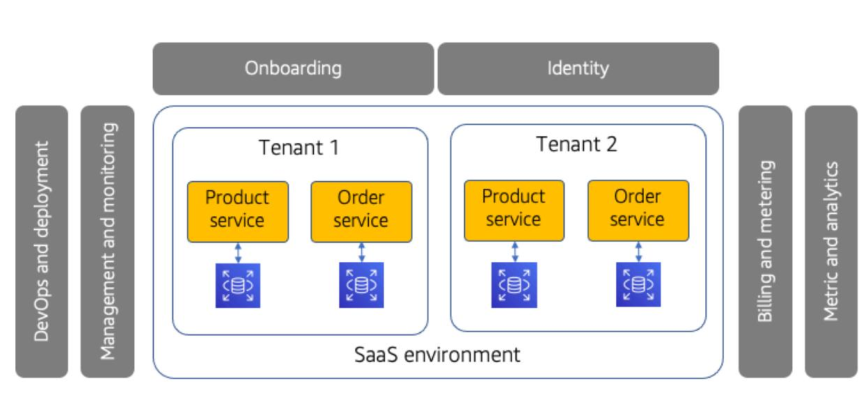 Onboarding
Identity
DevOps and deployment
Management and monitoring
Tenant 1
Product
service
Order
service
Tenant 2
Product
service
Order
service
SaaS environment
Billing and metering
Metric and analytics